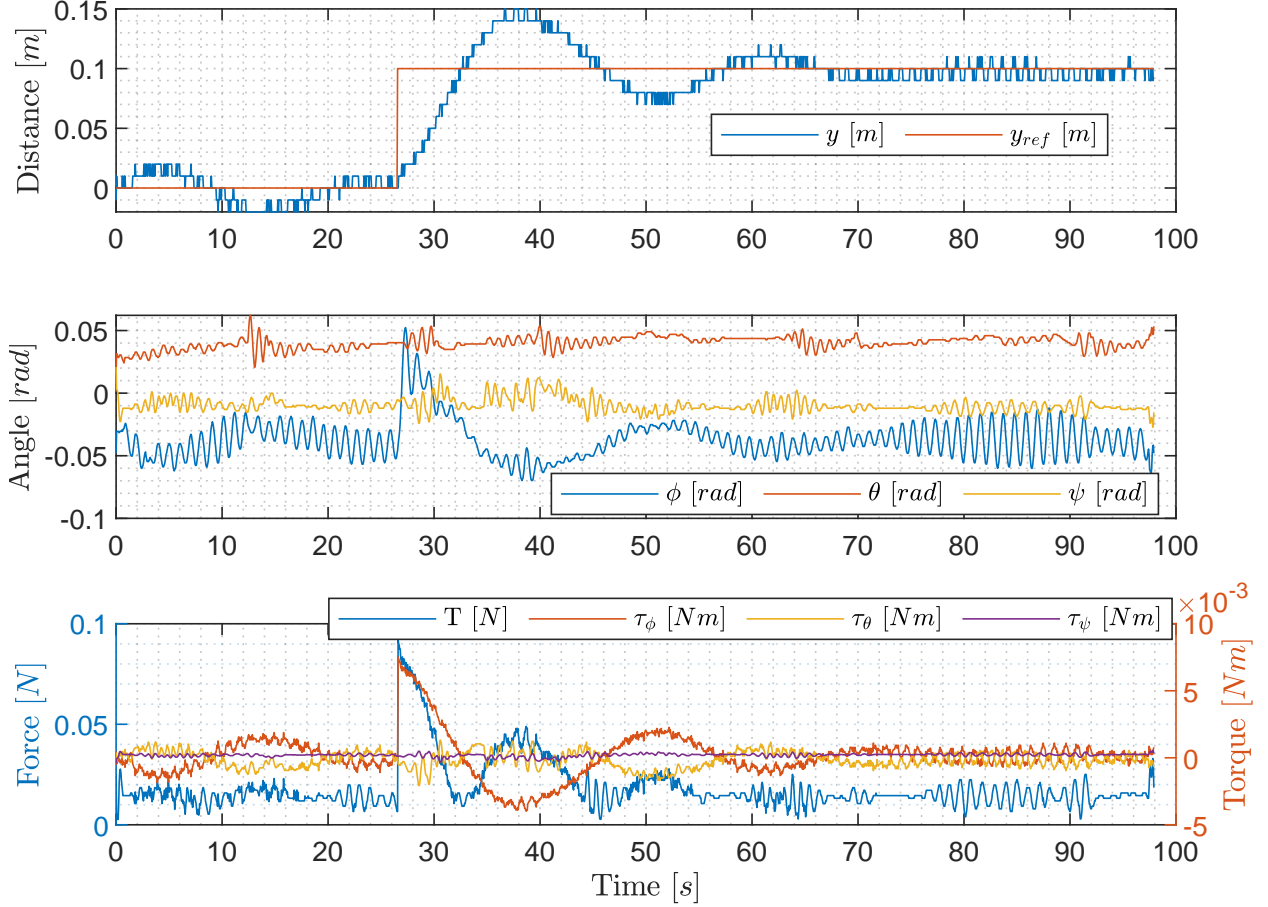 0.15
0.1
0.05
0
Distance [m]
y [m] y_ref [m]
0 10 20 30 40 50 60 70 80 90 100
0.05
0
-0.05
-0.1
Angle [rad]
ϕ [rad] θ [rad] ψ [rad]
0 10 20 30 40 50 60 70 80 90 100
×10^-3
T [N] τ_ϕ [Nm] τ_θ [Nm] τ_ψ [Nm]
0.1
0.05
0
Force [N]
10
5
0
-5
Torque [Nm]
0 10 20 30 40 50 60 70 80 90 100
Time [s]